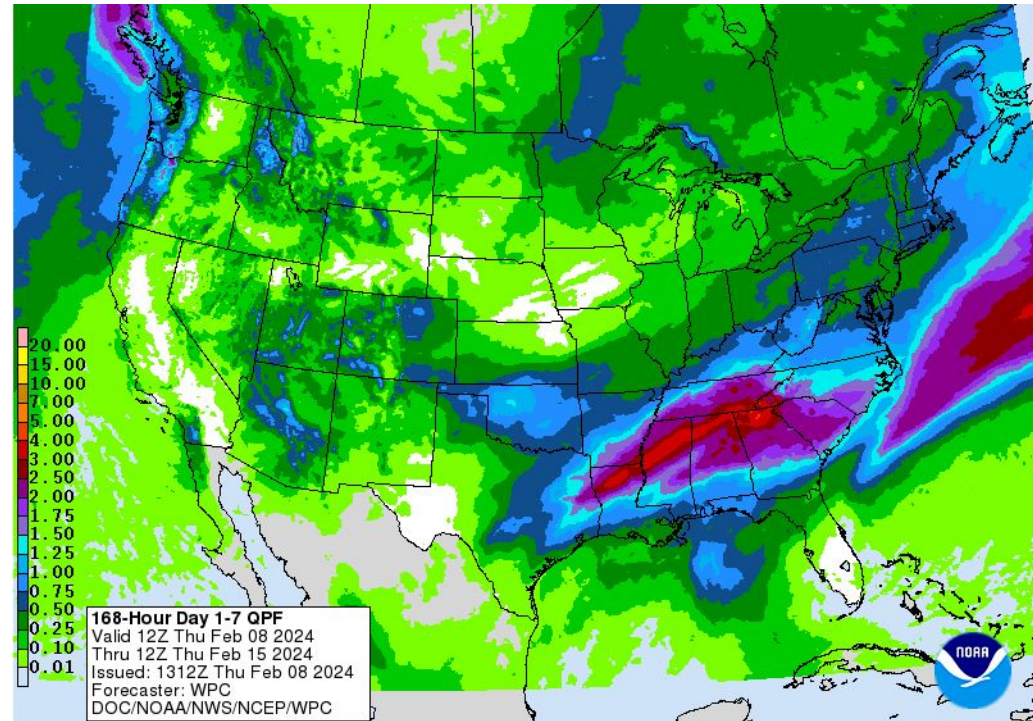 20.00
15.00
10.00
7.00
5.00
4.00
3.00
2.50
2.00
1.75
1.50
1.25
1.00
0.75
0.50
0.25
0.10
0.01
168-Hour Day 1-7 QPF
Valid 12Z Thu Feb 08 2024
Thru 12Z Thu Feb 15 2024
Issued: 1312Z Thu Feb 08 2024
Forecaster: WPC
DOC/NOAA/NWS/NCEP/WPC
NOAA